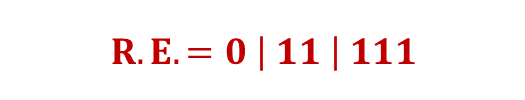 R. E. = 0 | 11 | 111